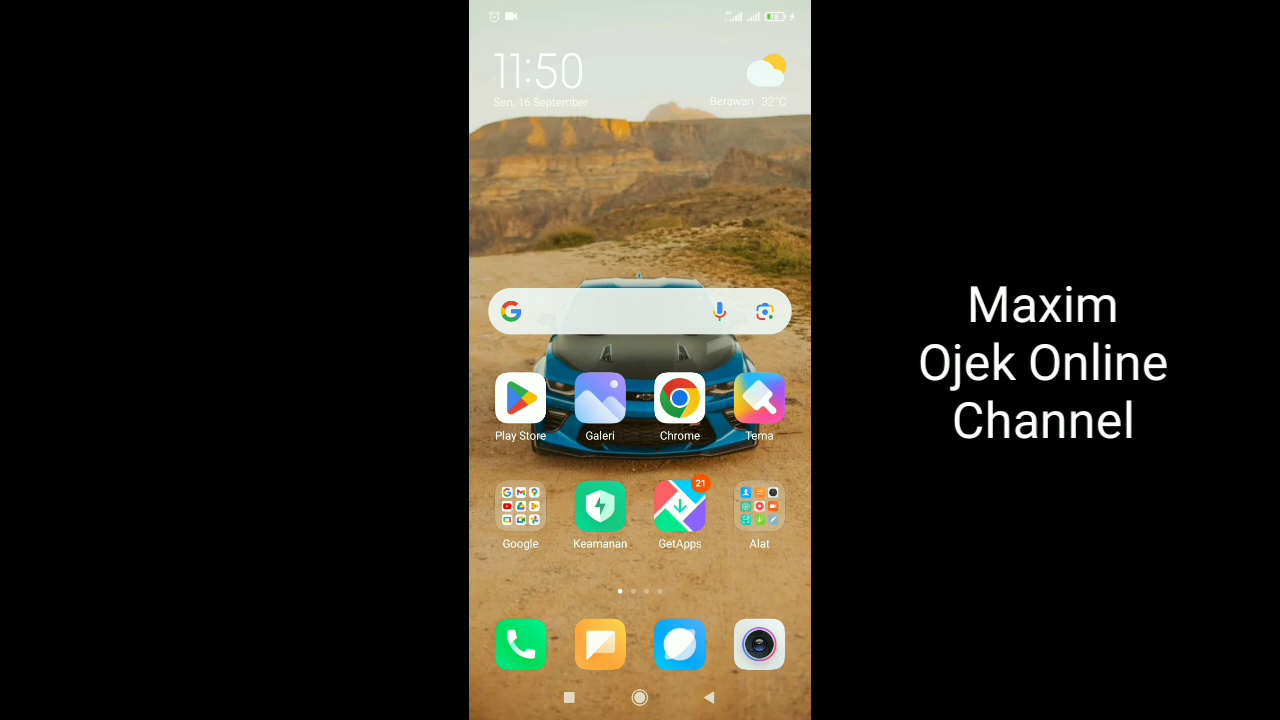 11:50
Sen, 16 September
Berawan 32°C
Play Store
Galeri
Chrome
Tema
21
Google
Keamanan
GetApps
Alat
Maxim
Ojek Online
Channel